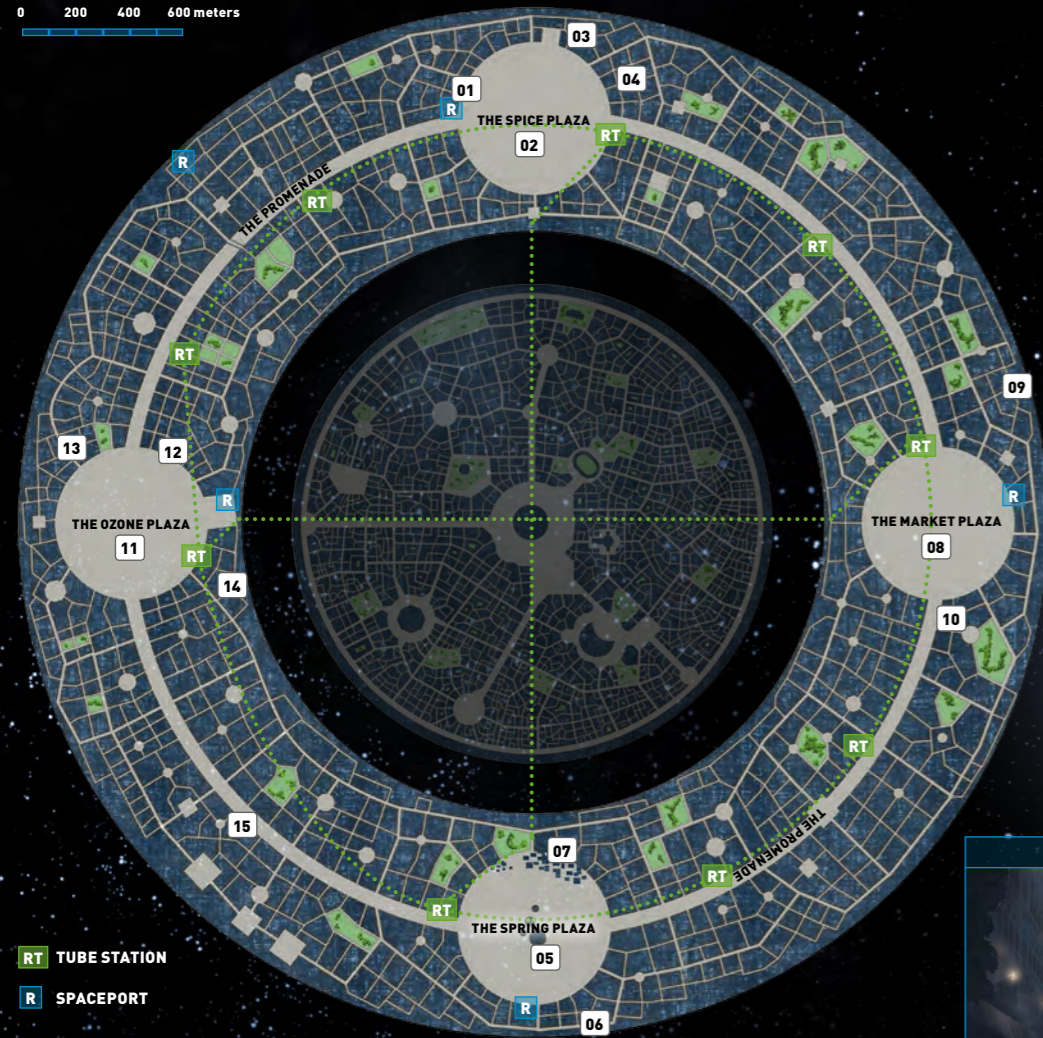 0 200 400 600 meters
03
01
04
R
THE SPICE PLAZA
RT
02
R
THE PROMENADE
RT
RT
RT
09
13
12
RT
R
R
THE OZONE PLAZA
THE MARKET PLAZA
11
08
RT
14
10
RT
15
THE PROMENADE
07
RT
RT
THE SPRING PLAZA
05
RT TUBE STATION
R SPACEPORT
R
06